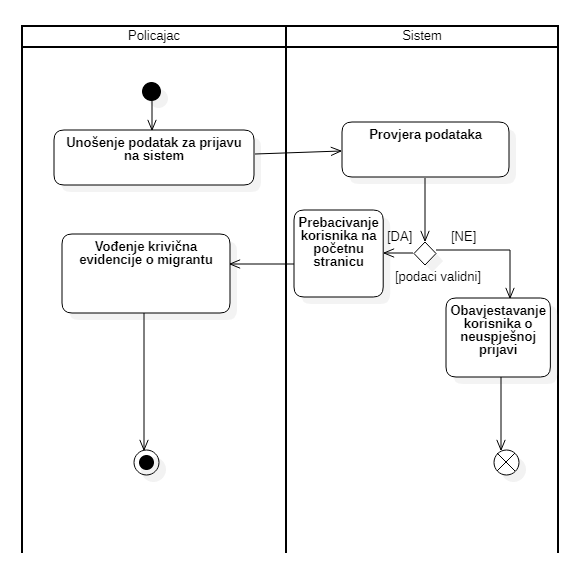 Policajac
Sistem
Unošenje podatak za prijavu
na sistem
Provjera podataka
Prebacivanje
korisnika na
početnu
stranicu
[DA]
[NE]
[podaci validni]
Vođenje krivična
evidencije o migrantu
Obavjestavanje
korisnika o
neuspješnoj
prijavi